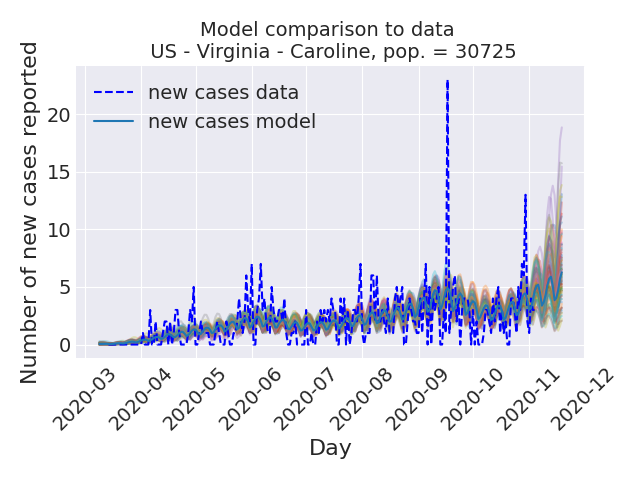 Model comparison to data
US - Virginia - Caroline, pop. = 30725
Number of new cases reported
new cases data
new cases model
20
15
10
5
0
2020-03
2020-04
2020-05
2020-06
2020-07
2020-08
2020-09
2020-10
2020-11
2020-12
Day